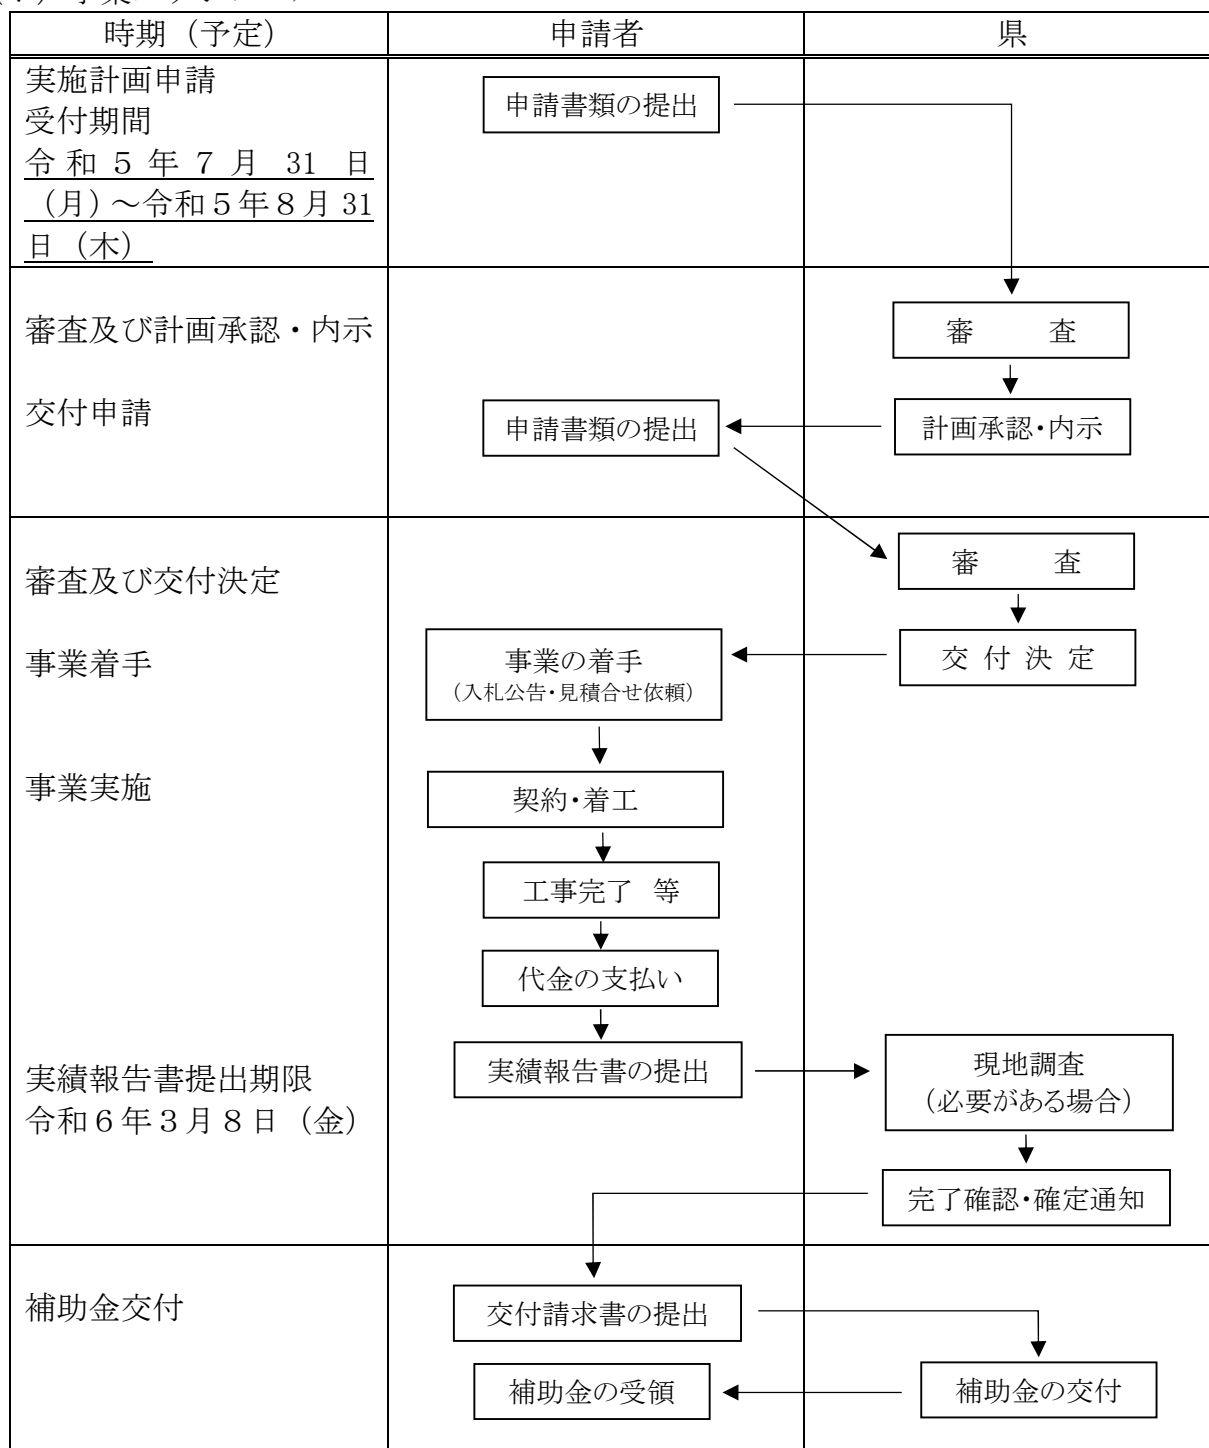 時期（予定）
申請者
県
実施計画申請
受付期間
令和５年７月 31 日
（月）～令和５年８月 31
日（木）
申請書類の提出
審査及び計画承認・内示
審　　査
交付申請
申請書類の提出
計画承認・内示
審査及び交付決定
審　　査
事業着手
事業の着手
（入札公告・見積合せ依頼）
交 付 決 定
事業実施
契約・着工
工事完了 等
代金の支払い
実績報告書提出期限
令和６年３月８日（金）
実績報告書の提出
現地調査
（必要がある場合）
完了確認・確定通知
補助金交付
交付請求書の提出
補助金の受領
補助金の交付